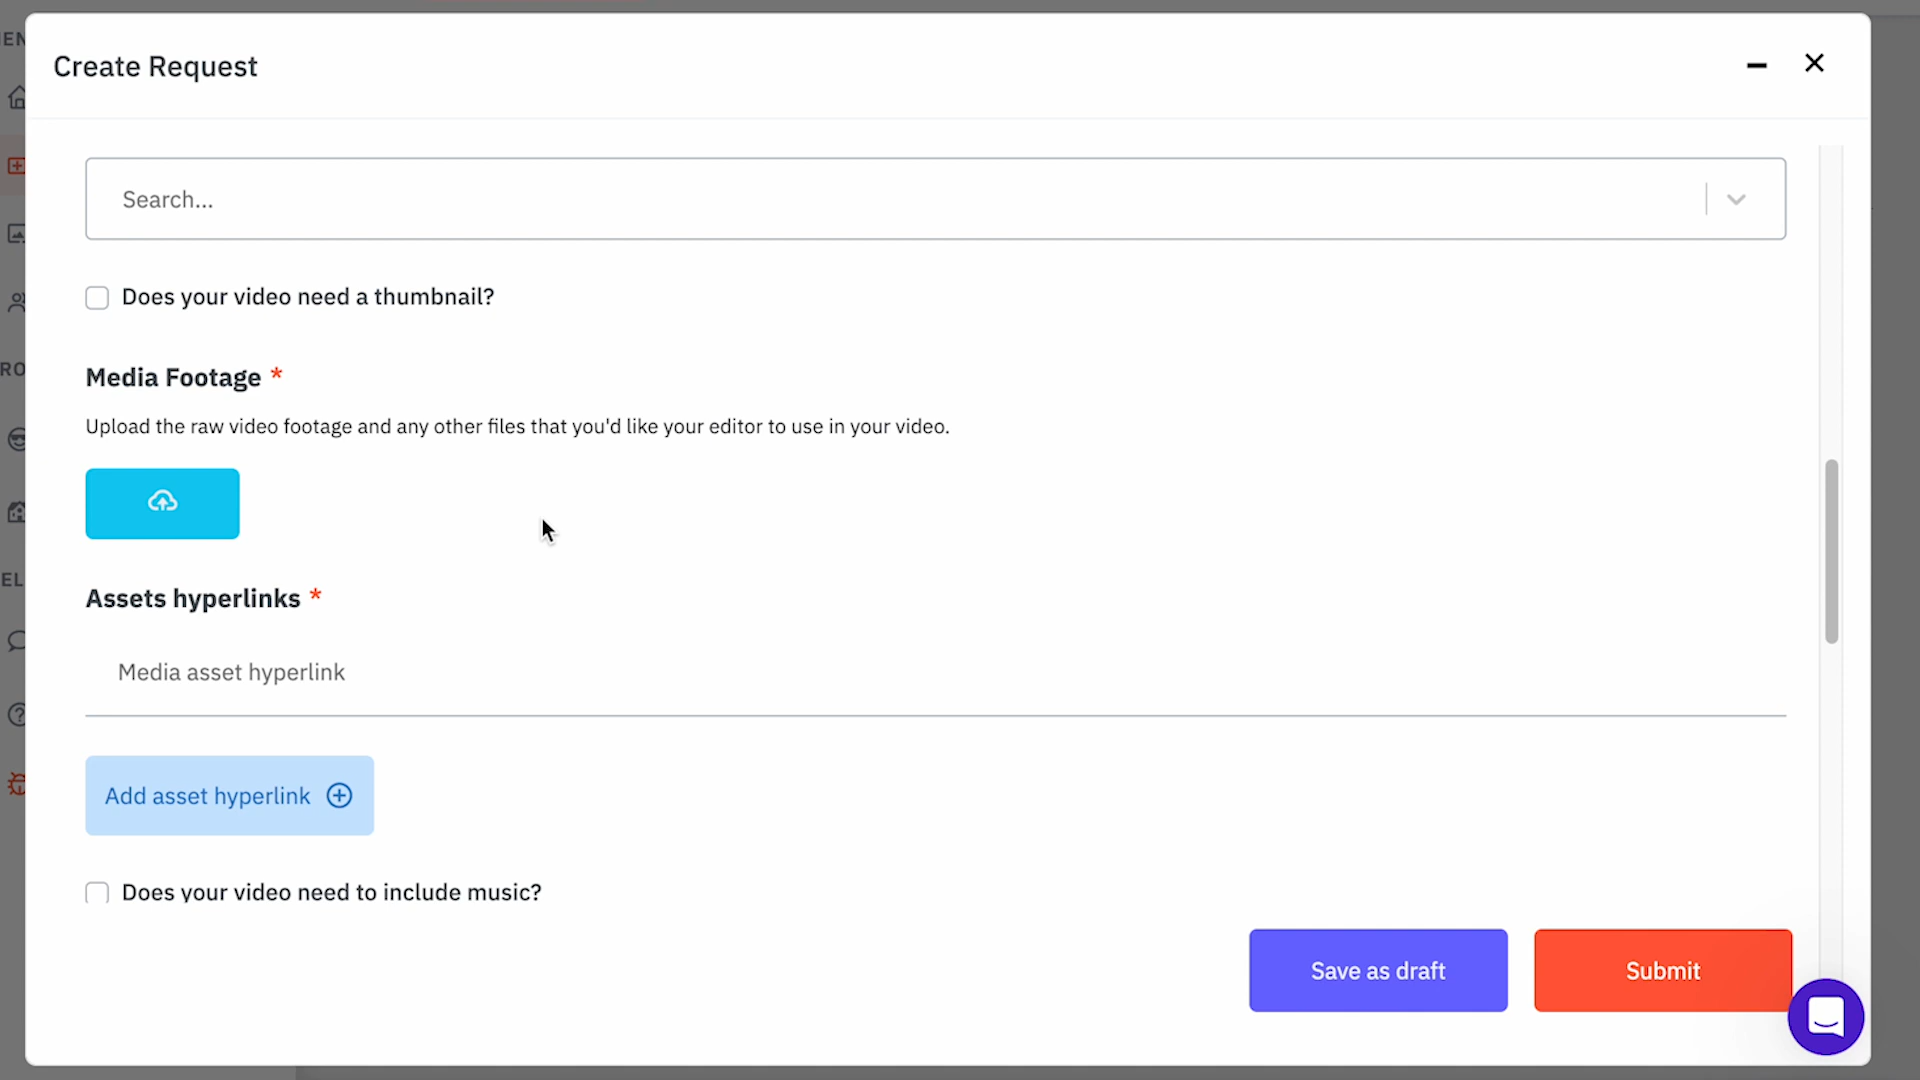 Create Request
Search...
Does your video need a thumbnail?
Media Footage *
Upload the raw video footage and any other files that you'd like your editor to use in your video.
Assets hyperlinks *
Media asset hyperlink
Add asset hyperlink
Does your video need to include music?
Save as draft
Submit